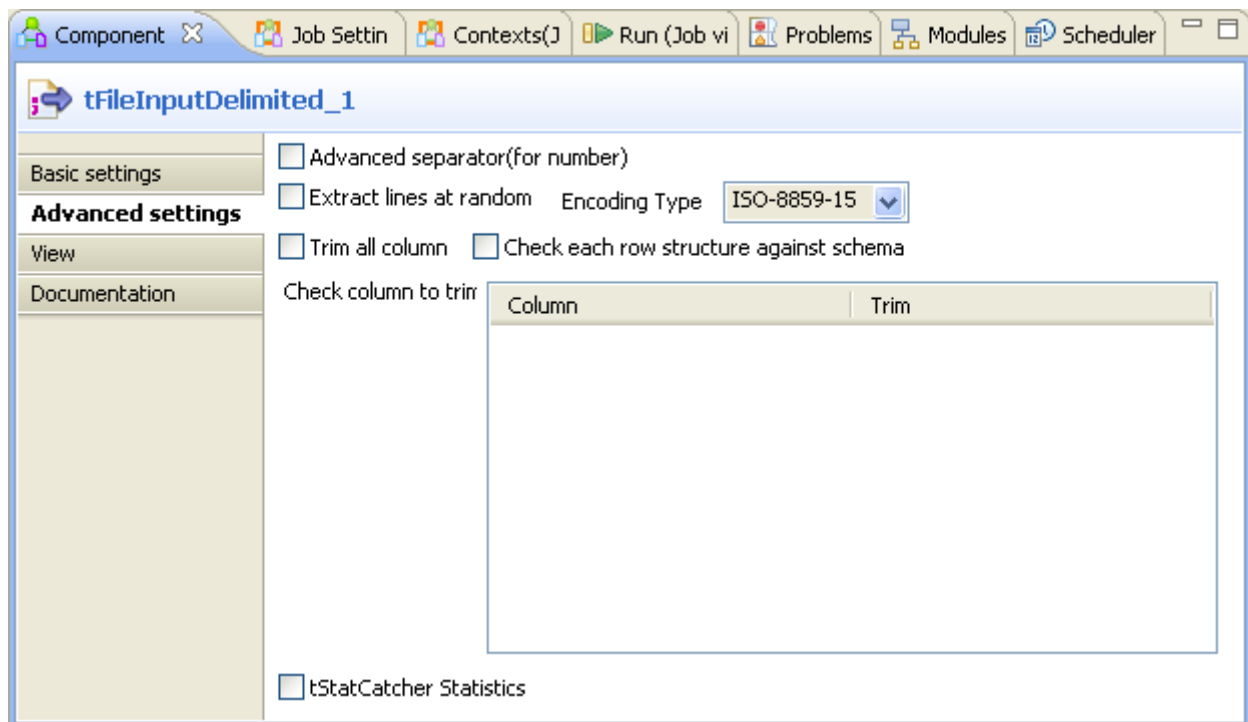 Component Job Settin Contexts(J Run (Job vi Problems Modules Scheduler
tFileInputDelimited_1
Basic settings
Advanced settings
View
Documentation
Advanced separator(for number)
Extract lines at random Encoding Type ISO-8859-15
Trim all column Check each row structure against schema
Check column to trim Column Trim
tStatCatcher Statistics